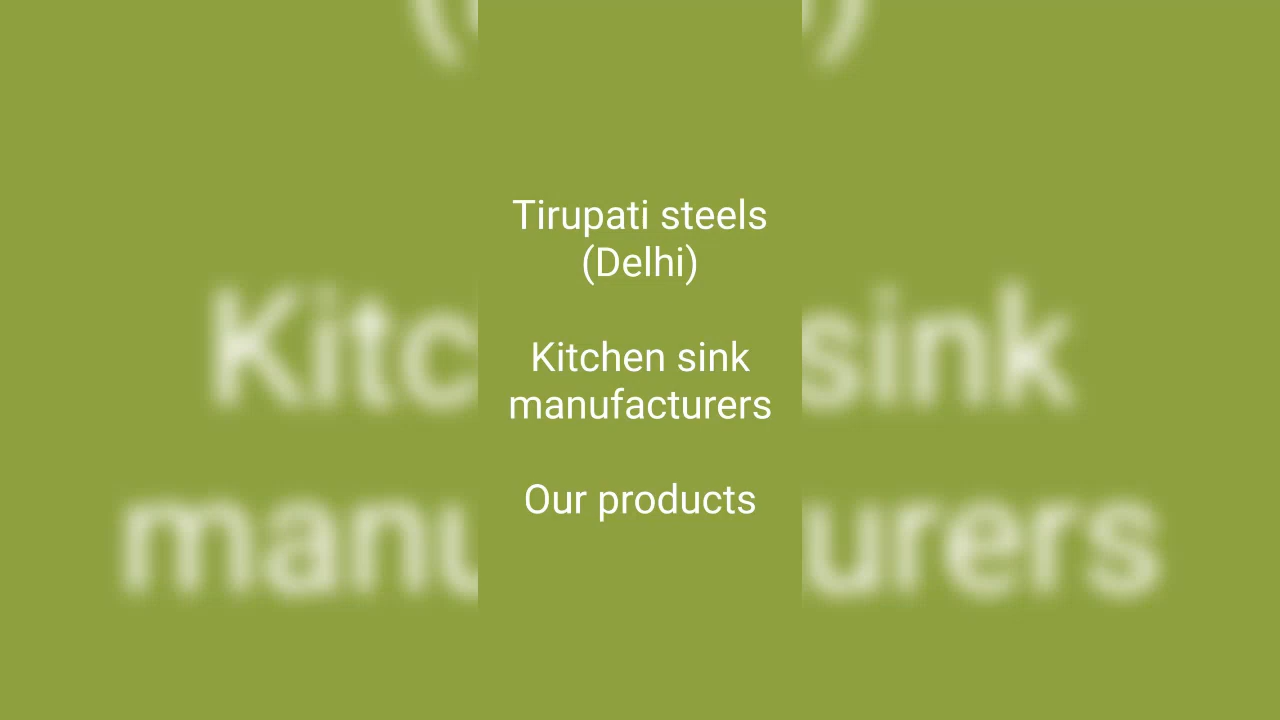 Tirupati steels
(Delhi)
Kitchen sink
manufacturers
Our products